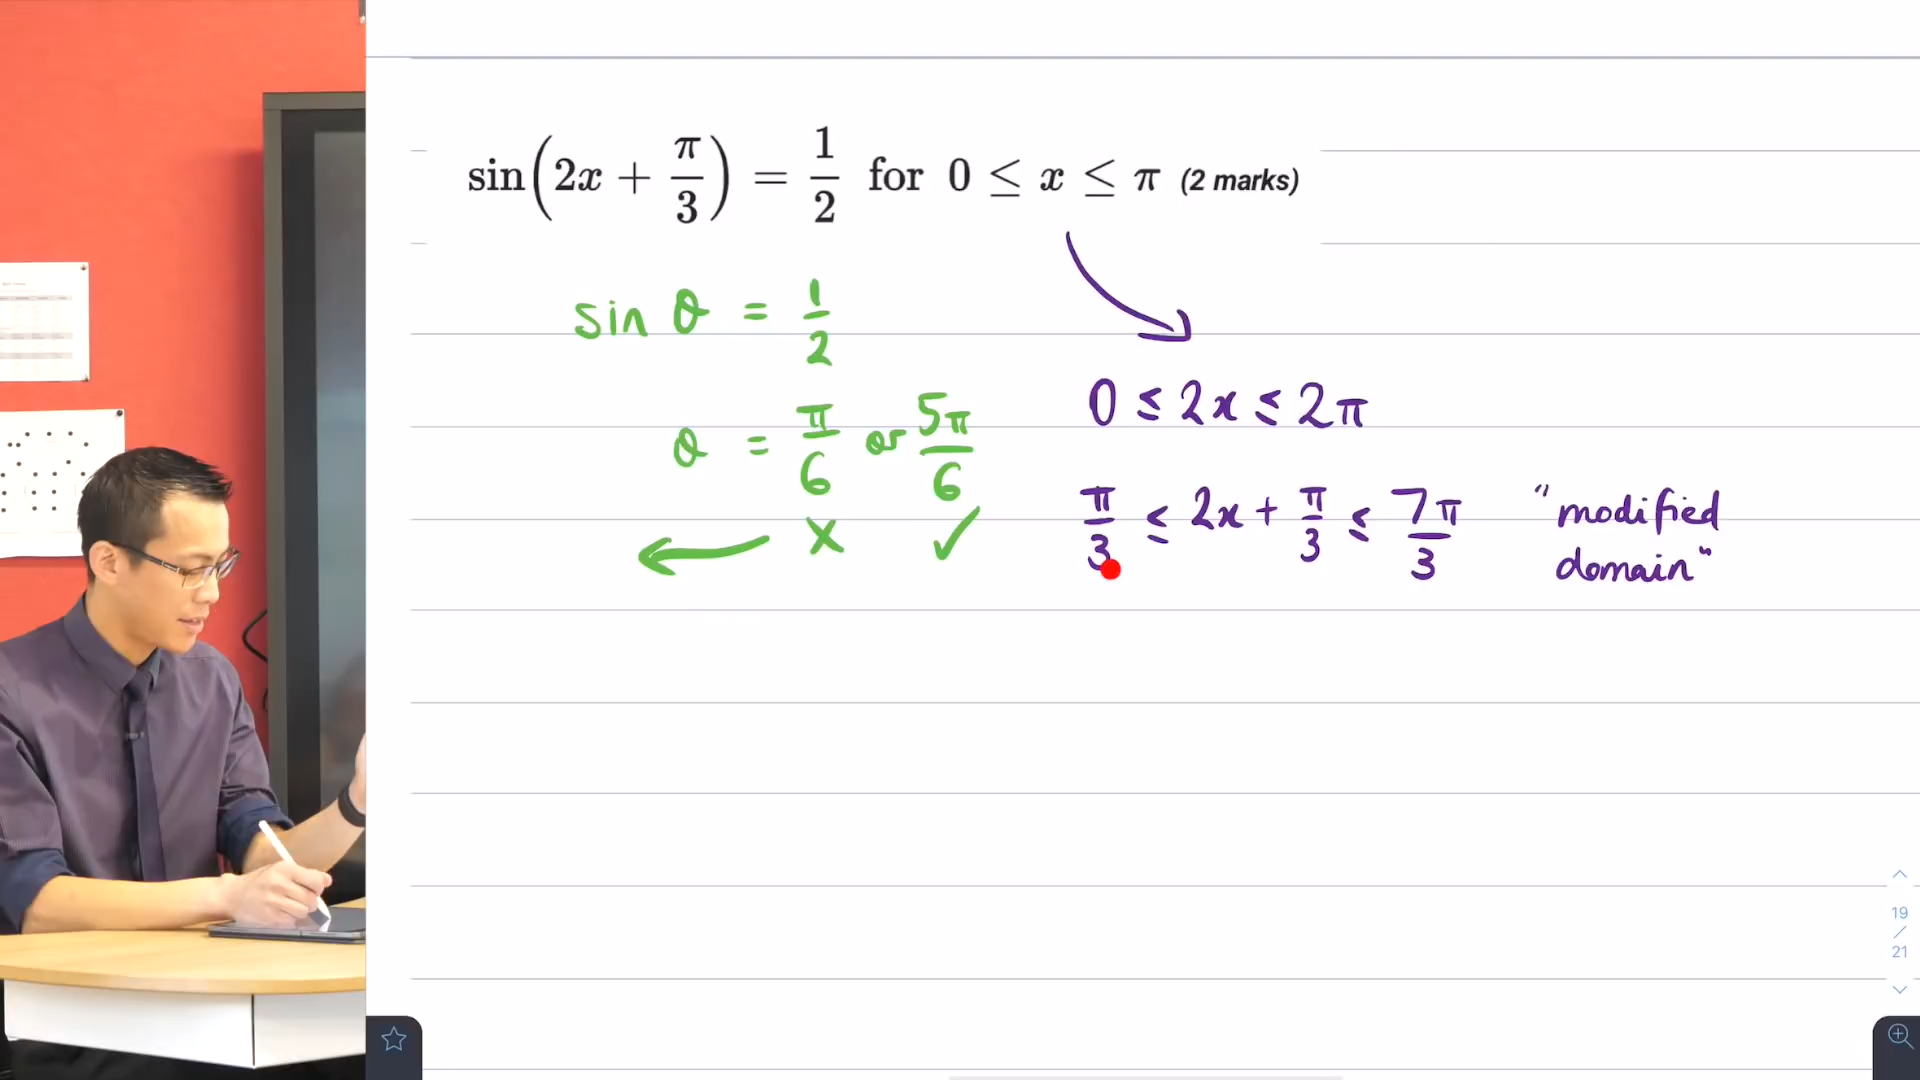 sin(2x + π/3) = 1/2 for 0 ≤ x ≤ π (2 marks)
sin θ = 1/2
θ = π/6 or 5π/6
X ✓
0 ≤ 2x ≤ 2π
π/3 ≤ 2x + π/3 ≤ 7π/3
"modified
domain"
19
/
21